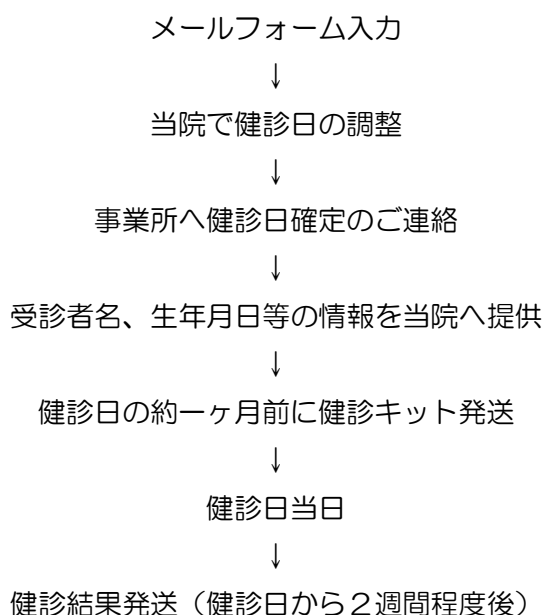 メールフォーム入力
↓
当院で健診日の調整
↓
事業所へ健診日確定のご連絡
↓
受診者名、生年月日等の情報を当院へ提供
↓
健診日の約一ヶ月前に健診キット発送
↓
健診日当日
↓
健診結果発送（健診日から２週間程度後）